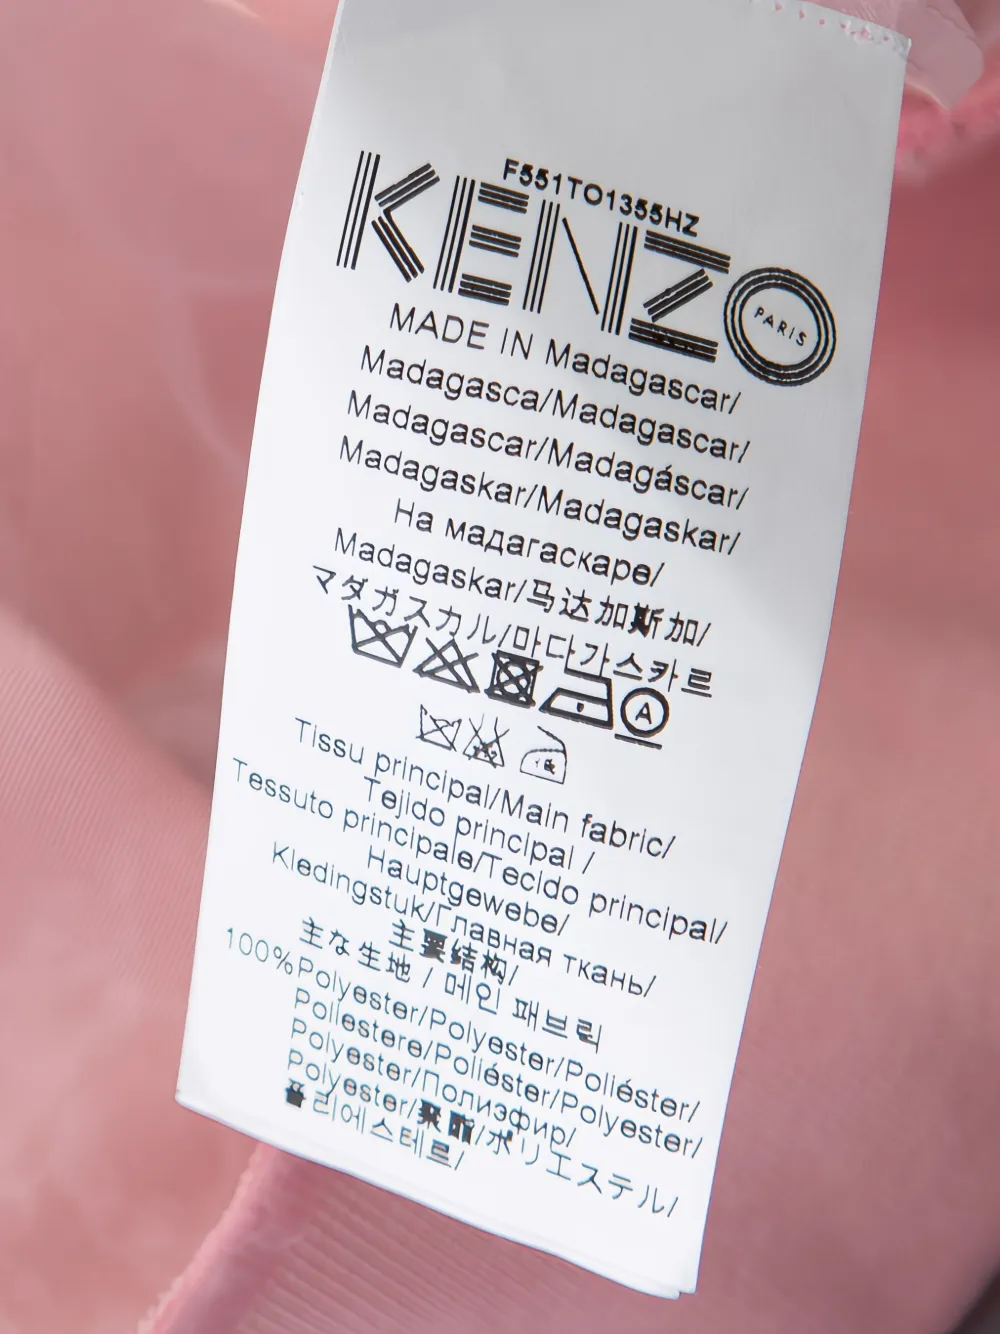 F551TO1355HZ
KENZO
PARIS
MADE IN Madagascar/
Madagasca/Madagascar/
Madagascar/Madagáscar/
Madagaskar/Madagaskar/
На мадагаскаре/
Madagaskar/马达加斯加/
マダガスカル/마다가스카르
A
Tissu principal/Main fabric/
Tejido principal /
Tessuto principale/Tecido principal/
Hauptgewebe/
Kledingstuk/Главная ткань/
主要结构/
主な生地 / 메인 패브릭
100%Polyester/Polyester/Poliéster/
Poliestere/Poliéster/Polyester/
Polyester/Полиэфир/
Polyester/聚酯/ポリエステル/
폴리에스테르/